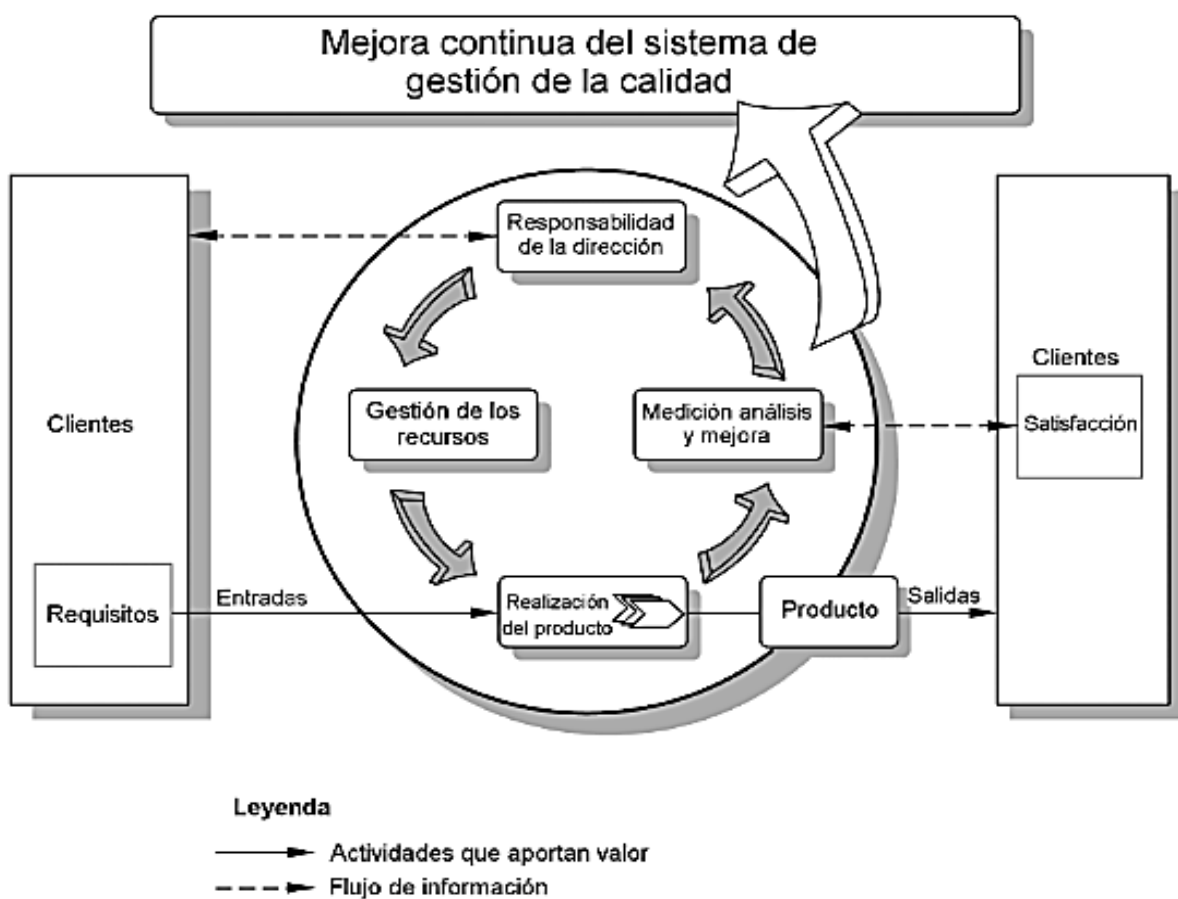 Mejora continua del sistema de
gestión de la calidad
Responsabilidad
de la dirección
Clientes
Gestión de los
recursos
Medición análisis
y mejora
Clientes
Satisfacción
Requisitos
Entradas
Realización
del producto
Producto
Salidas
Leyenda
Actividades que aportan valor
Flujo de información